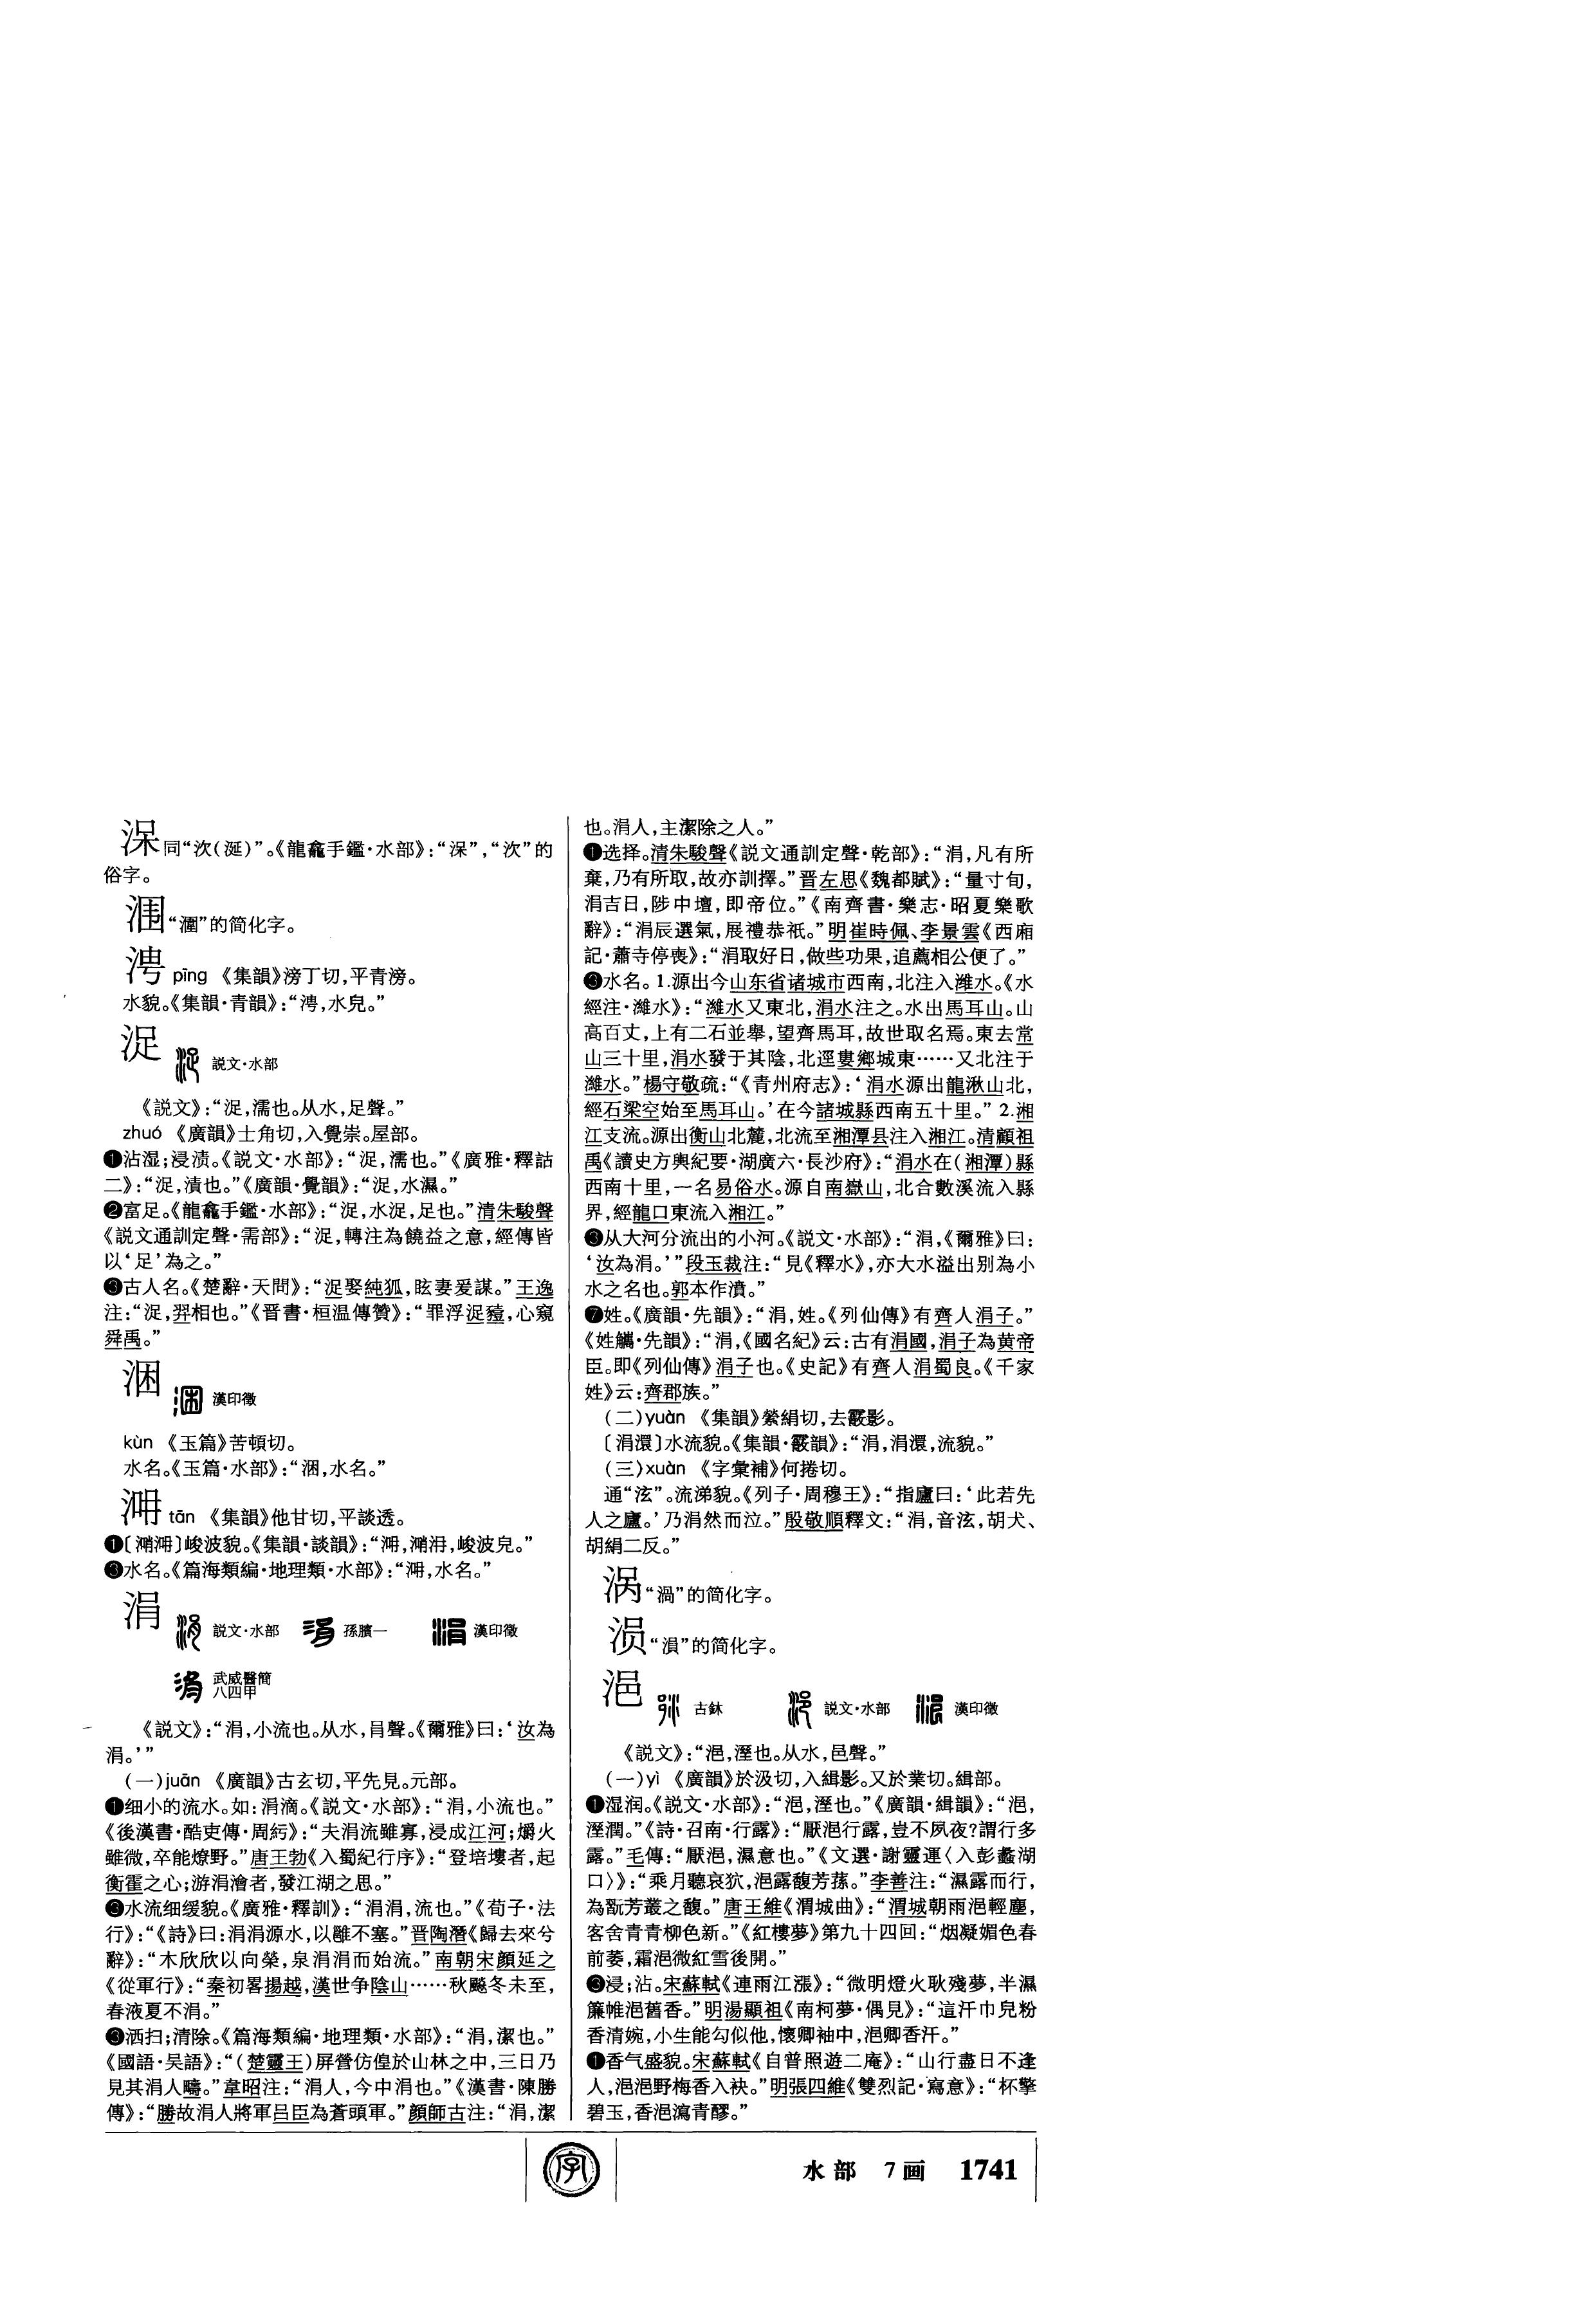 湺同“㳄(涎)”。《龍龕手鑑·水部》：“湺”，“㳄”的
俗字。
涠“潿”的简化字。
涄 pīng 《集韻》滂丁切，平青滂。
水貌。《集韻·青韻》：“涄，水皃。”
浞 説文·水部
《説文》：“浞，濡也。从水，足聲。”
zhuó 《廣韻》士角切，入覺崇。屋部。
❶沾湿；浸渍。《説文·水部》：“浞，濡也。”《廣雅·釋詁
二》：“浞，漬也。”《廣韻·覺韻》：“浞，水濕。”
❷富足。《龍龕手鑑·水部》：“浞，水浞，足也。”清朱駿聲
《説文通訓定聲·需部》：“浞，轉注為饒益之意，經傳皆
以‘足’為之。”
❸古人名。《楚辭·天問》：“浞娶純狐，眩妻爰謀。”王逸
注：“浞，羿相也。”《晋書·桓温傳贊》：“罪浮浞豷，心窺
舜禹。”
涃 漢印徵
kùn 《玉篇》苦頓切。
水名。《玉篇·水部》：“涃，水名。”
tān 《集韻》他甘切，平談透。
❶峻波貌。《集韻·談韻》：峻波皃。”
❸水名。《篇海類編·地理類·水部》：水名。”
涓 説文·水部 孫臏一 漢印徵
武威醫簡
八四甲
《説文》：“涓，小流也。从水，肙聲。《爾雅》曰：‘汝為
涓。’”
(一)juān 《廣韻》古玄切，平先見。元部。
❶细小的流水。如：涓滴。《説文·水部》：“涓，小流也。”
《後漢書·酷吏傳·周䊸》：“夫涓流雖寡，浸成江河；爝火
雖微，卒能燎野。”唐王勃《入蜀紀行序》：“登培塿者，起
衡霍之心；游涓澮者，發江湖之思。”
❸水流细缓貌。《廣雅·釋訓》：“涓涓，流也。”《荀子·法
行》：“《詩》曰：涓涓源水，以雝不塞。”晋陶潛《歸去來兮
辭》：“木欣欣以向榮，泉涓涓而始流。”南朝宋顔延之
《從軍行》：“秦初畧揚越，漢世争陰山……秋飈冬未至，
春液夏不涓。”
❸洒扫；清除。《篇海類編·地理類·水部》：“涓，潔也。”
《國語·吴語》：“(楚靈王)屏營仿偟於山林之中，三日乃
見其涓人疇。”韋昭注：“涓人，今中涓也。”《漢書·陳勝
傳》：“勝故涓人將軍吕臣為蒼頭軍。”顔師古注：“涓，潔
也。涓人，主潔除之人。”
❶选择。清朱駿聲《説文通訓定聲·乾部》：“涓，凡有所
棄，乃有所取，故亦訓擇。”晋左思《魏都賦》：“量寸旬，
涓吉日，陟中壇，即帝位。”《南齊書·樂志·昭夏樂歌
辭》：“涓辰選氣，展禮恭祇。”明崔時佩、李景雲《西廂
記·蕭寺停喪》：“涓取好日，做些功果，追薦相公便了。”
❸水名。1.源出今山东省诸城市西南，北注入潍水。《水
經注·濰水》：“濰水又東北，涓水注之。水出馬耳山。山
高百丈，上有二石並舉，望齊馬耳，故世取名焉。東去常
山三十里，涓水發于其陰，北逕婁鄉城東……又北注于
濰水。”楊守敬疏：“《青州府志》：‘涓水源出龍湫山北，
經石梁空始至馬耳山。’在今諸城縣西南五十里。” 2.湘
江支流。源出衡山北麓，北流至湘潭县注入湘江。清顧祖
禹《讀史方輿紀要·湖廣六·長沙府》：“涓水在(湘潭)縣
西南十里，一名易俗水。源自南嶽山，北合數溪流入縣
界，經龍口東流入湘江。”
❸从大河分流出的小河。《説文·水部》：“涓，《爾雅》曰：
‘汝為涓。’”段玉裁注：“見《釋水》，亦大水溢出别為小
水之名也。郭本作濆。”
❼姓。《廣韻·先韻》：“涓，姓。《列仙傳》有齊人涓子。”
《姓觿·先韻》：“涓，《國名紀》云：古有涓國，涓子為黄帝
臣。即《列仙傳》涓子也。《史記》有齊人涓蜀良。《千家
姓》云：齊郡族。”
(二)yuàn 《集韻》縈絹切，去霰影。
〔涓澴〕水流貌。《集韻·霰韻》：“涓，涓澴，流貌。”
(三)xuàn 《字彙補》何捲切。
通“泫”。流涕貌。《列子·周穆王》：“指廬曰：‘此若先
人之廬。’乃涓然而泣。”殷敬順釋文：“涓，音泫，胡犬、
胡絹二反。”
涡“渦”的简化字。
涢“溳”的简化字。
浥 古鉥 説文·水部 漢印徵
《説文》：“浥，溼也。从水，邑聲。”
(一)yì 《廣韻》於汲切，入緝影。又於業切。緝部。
❶湿润。《説文·水部》：“浥，溼也。”《廣韻·緝韻》：“浥，
溼潤。”《詩·召南·行露》：“厭浥行露，豈不夙夜？謂行多
露。”毛傳：“厭浥，濕意也。”《文選·謝靈運〈入彭蠡湖
口〉》：“乘月聽哀狖，浥露馥芳蓀。”李善注：“濕露而行，
為翫芳叢之馥。”唐王維《渭城曲》：“渭城朝雨浥輕塵，
客舍青青柳色新。”《紅樓夢》第九十四回：“烟凝媚色春
前萎，霜浥微紅雪後開。”
❸浸；沾。宋蘇軾《連雨江漲》：“微明燈火耿殘夢，半濕
簾帷浥舊香。”明湯顯祖《南柯夢·偶見》：“這汗巾兒粉
香清婉，小生能勾似他，懷卿袖中，浥卿香汗。”
❶香气盛貌。宋蘇軾《自普照遊二庵》：“山行盡日不逢
人，浥浥野梅香入袂。”明張四維《雙烈記·寫意》：“杯擎
碧玉，香浥瀉青醪。”
字
水部 7画 1741